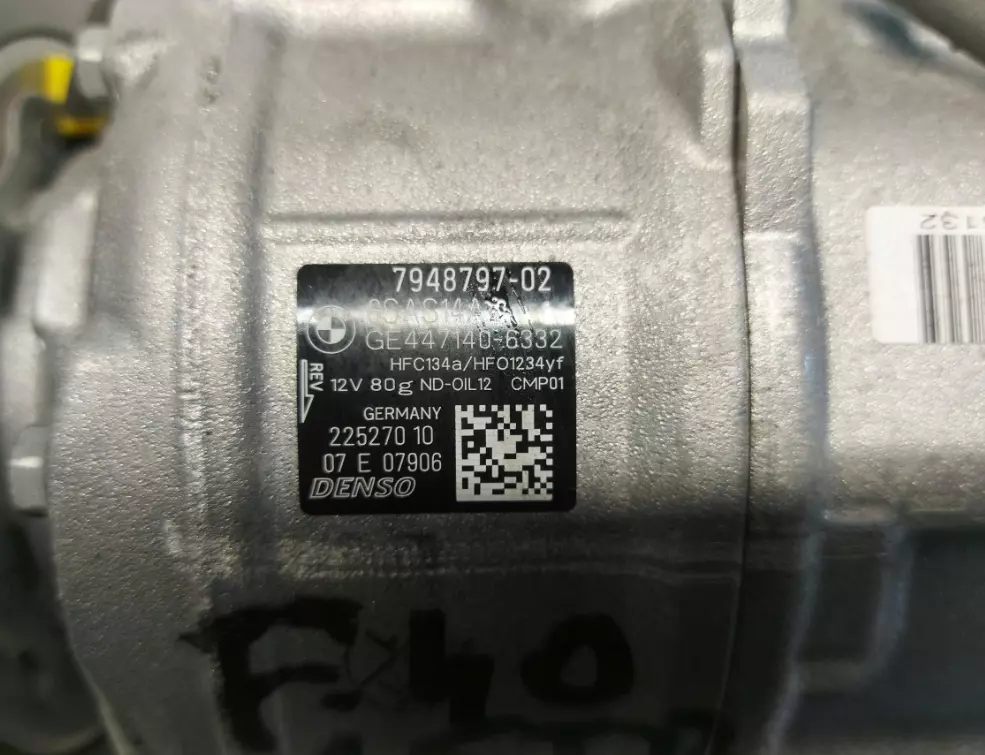 7948797-02
GE447140-6332
HFC134a/HFO1234yf
REV 12V 80g ND-OIL12 CMP01
GERMANY
225270 10
07 E 07906
DENSO
F40